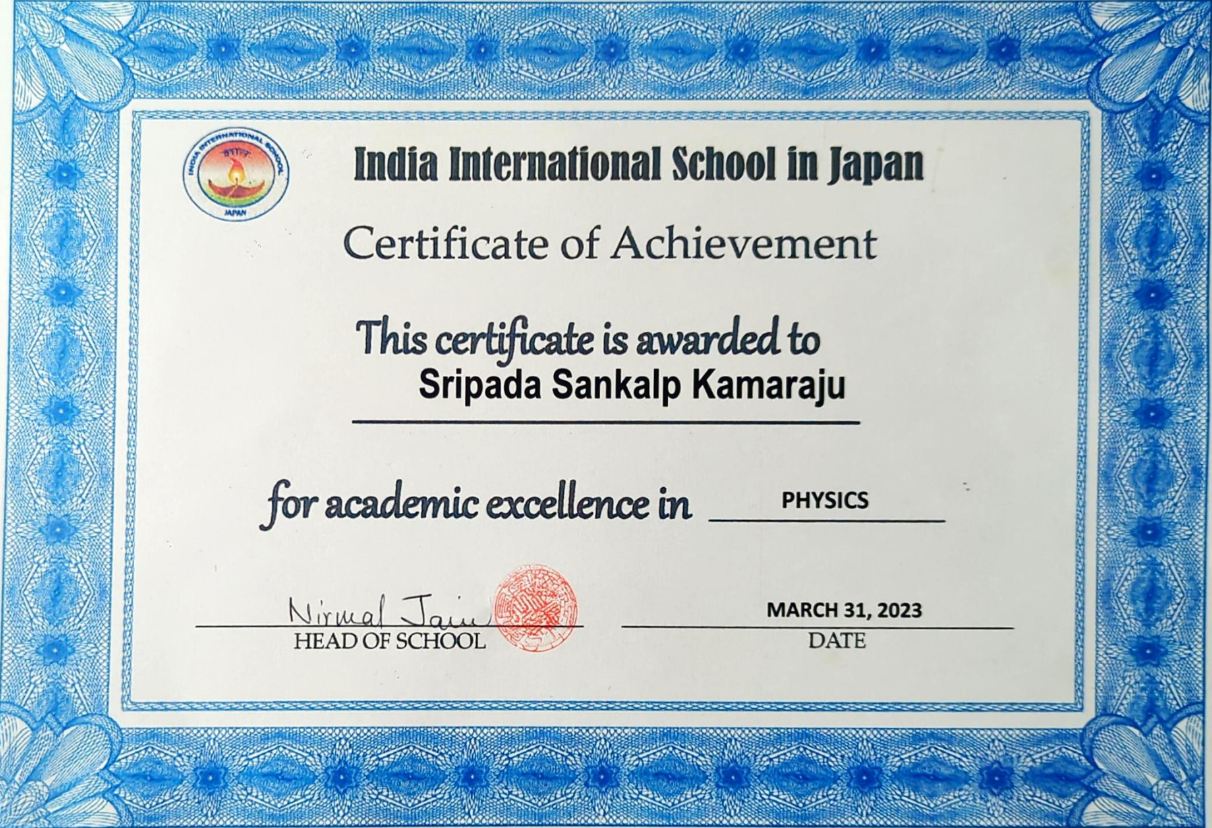 INDIA INTERNATIONAL SCHOOL
JAPAN
India International School in Japan
Certificate of Achievement
This certificate is awarded to
Sripada Sankalp Kamaraju
for academic excellence in PHYSICS
Nirmal Jain
HEAD OF SCHOOL
MARCH 31, 2023
DATE